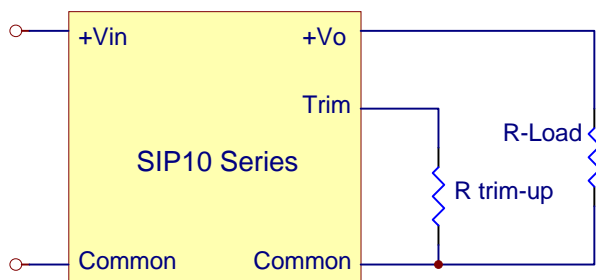 +Vin
+Vo
Trim
R-Load
SIP10 Series
R trim-up
Common
Common